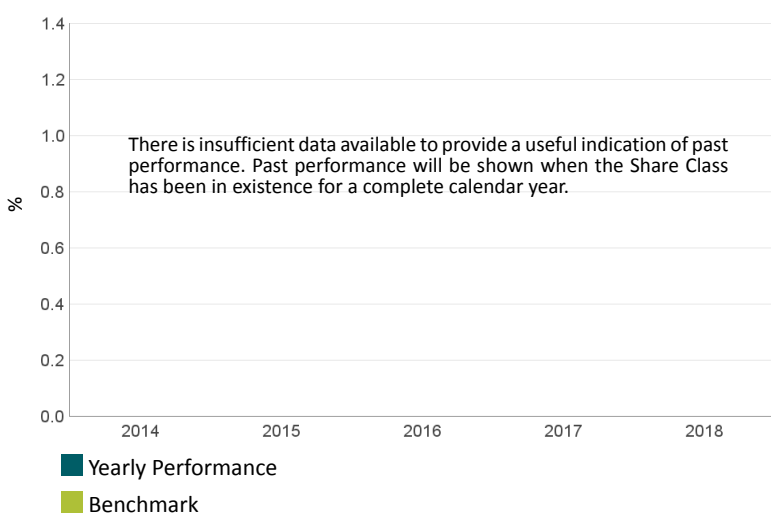 1.4
1.2
1.0
There is insufficient data available to provide a useful indication of past
performance. Past performance will be shown when the Share Class
has been in existence for a complete calendar year.
0.8
%
0.6
0.4
0.2
0.0
2014 2015 2016 2017 2018
Yearly Performance
Benchmark